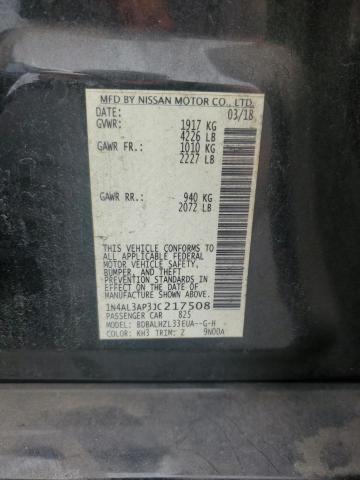 MFD BY NISSAN MOTOR CO., LTD.
DATE: 03/18
GVWR: 1917 KG
4226 LB
GAWR FR.: 1010 KG
2227 LB
GAWR RR.: 940 KG
2072 LB
THIS VEHICLE CONFORMS TO
ALL APPLICABLE FEDERAL
MOTOR VEHICLE SAFETY,
BUMPER, AND THEFT
PREVENTION STANDARDS IN
EFFECT ON THE DATE OF
MANUFACTURE SHOWN ABOVE.
1N4AL3AP3JC217508
PASSENGER CAR 825
MODEL: BDBALHZL33EUA--G-H
COLOR: KH3 TRIM: Z 9N00A